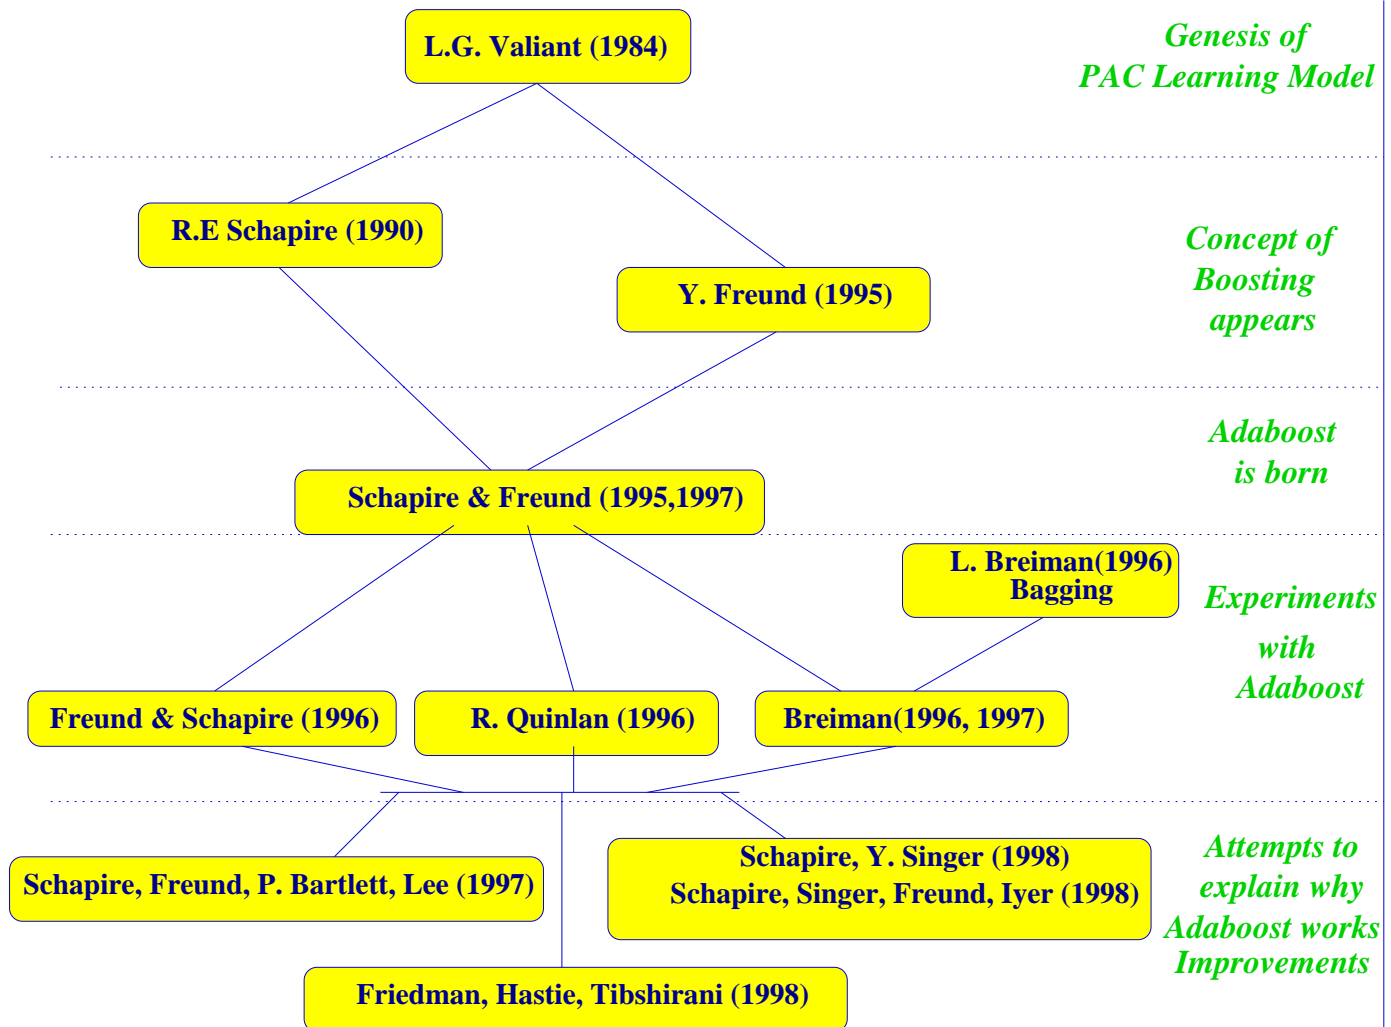 L.G. Valiant (1984)
Genesis of
PAC Learning Model
R.E Schapire (1990)
Y. Freund (1995)
Concept of
Boosting
appears
Schapire & Freund (1995,1997)
Adaboost
is born
L. Breiman(1996)
Bagging
Experiments
with
Adaboost
Freund & Schapire (1996)
R. Quinlan (1996)
Breiman(1996, 1997)
Schapire, Freund, P. Bartlett, Lee (1997)
Schapire, Y. Singer (1998)
Schapire, Singer, Freund, Iyer (1998)
Friedman, Hastie, Tibshirani (1998)
Attempts to
explain why
Adaboost works
Improvements